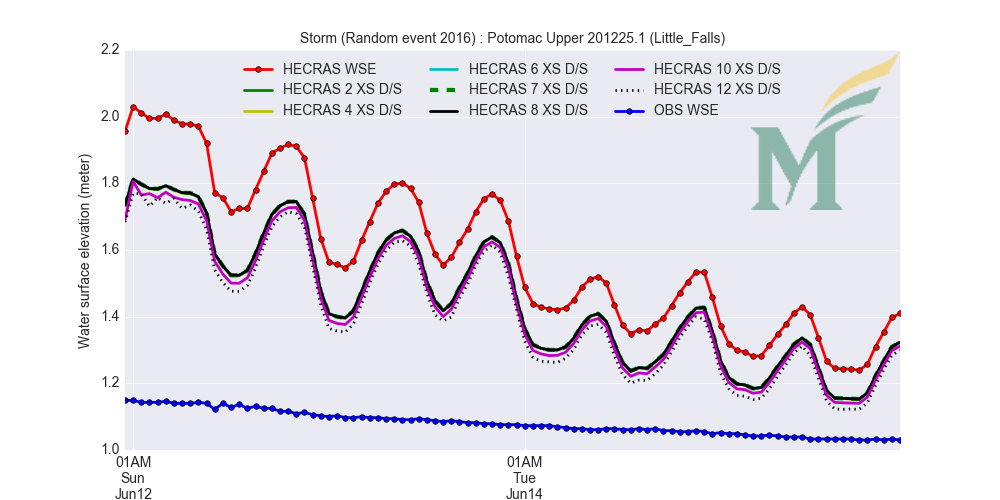 Storm (Random event 2016) : Potomac Upper 201225.1 (Little_Falls)
HECRAS WSE
HECRAS 2 XS D/S
HECRAS 4 XS D/S
HECRAS 6 XS D/S
HECRAS 7 XS D/S
HECRAS 8 XS D/S
HECRAS 10 XS D/S
HECRAS 12 XS D/S
OBS WSE
M
Water surface elevation (meter)
2.2
2.0
1.8
1.6
1.4
1.2
1.0
01AM
Sun
Jun12
01AM
Tue
Jun14